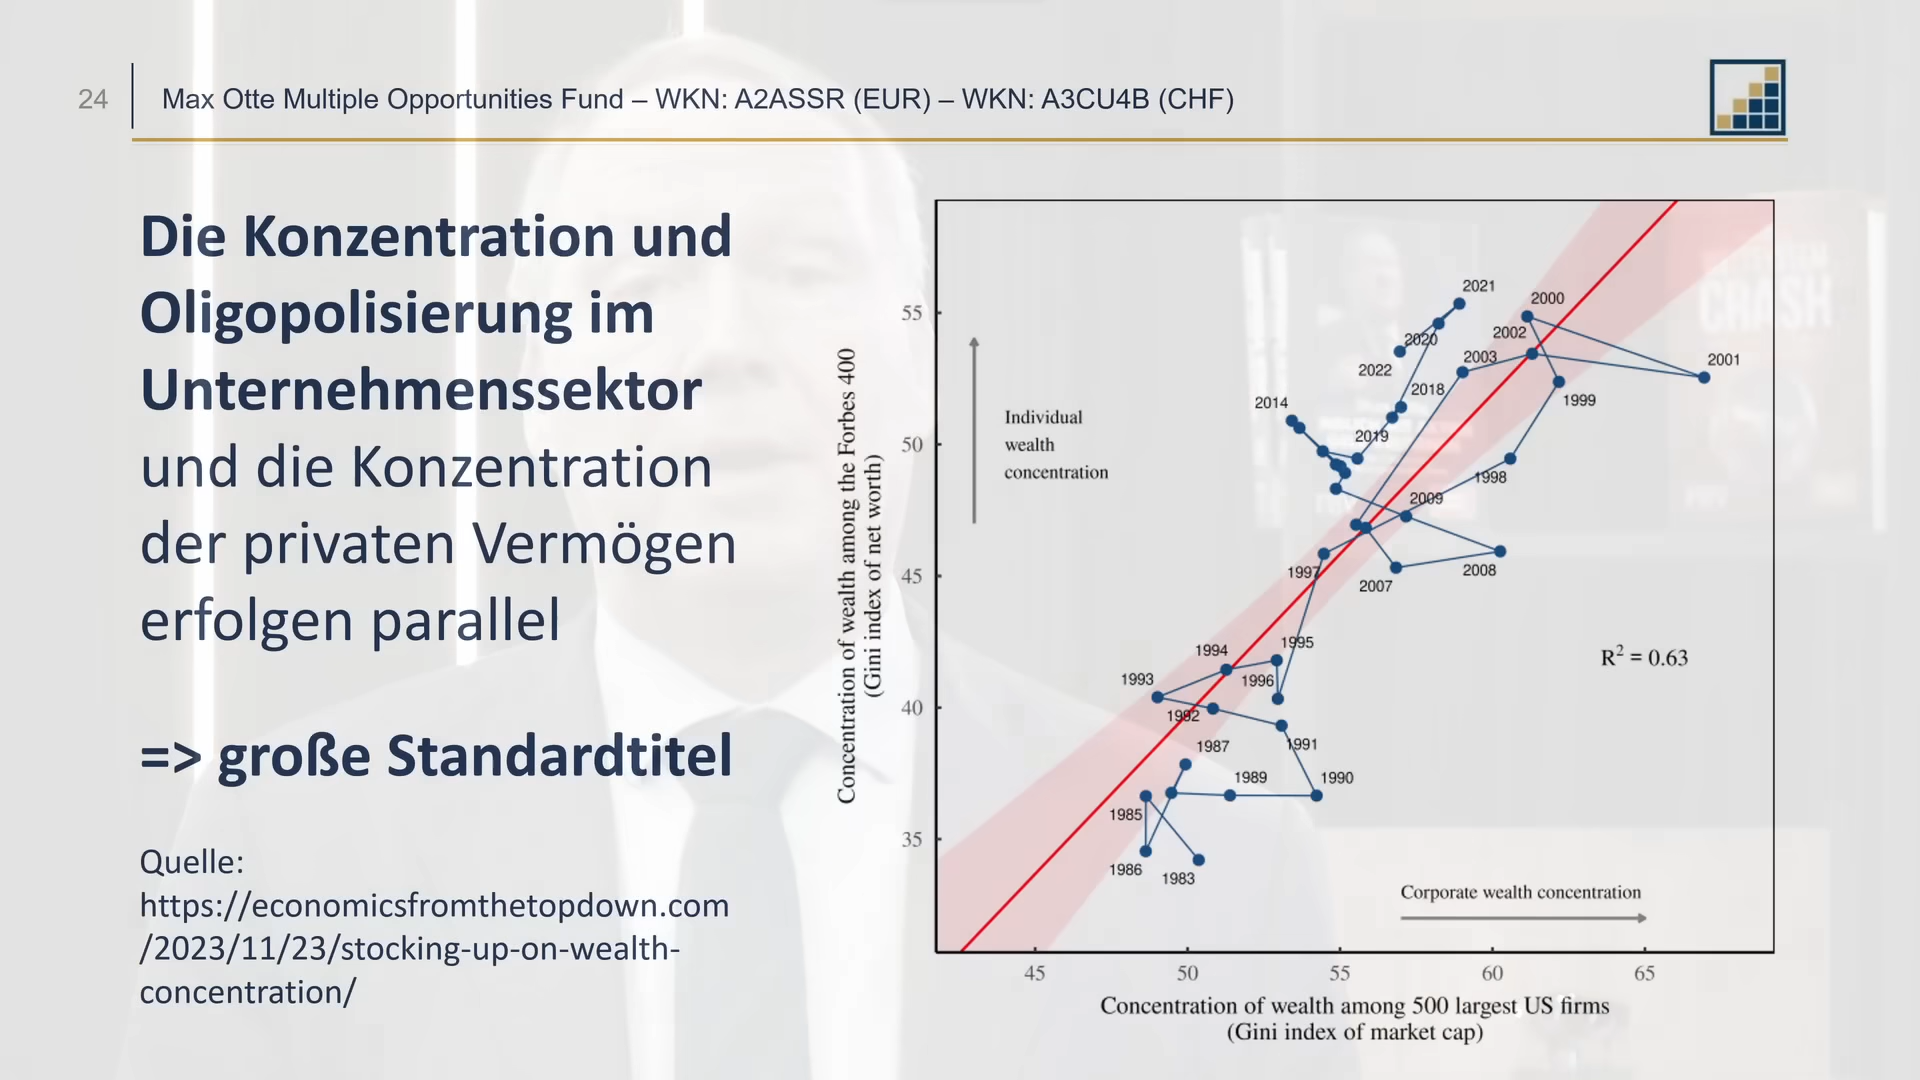 24
Max Otte Multiple Opportunities Fund – WKN: A2ASSR (EUR) – WKN: A3CU4B (CHF)
Die Konzentration und
Oligopolisierung im
Unternehmenssektor
und die Konzentration
der privaten Vermögen
erfolgen parallel
=> große Standardtitel
Quelle:
https://economicsfromthetopdown.com
/2023/11/23/stocking-up-on-wealth-
concentration/
Concentration of wealth among the Forbes 400
(Gini index of net worth)
55
50
45
40
35
Individual
wealth
concentration
2021
2000
2002
2020
2003
2001
2022
2018
1999
2014
2019
1998
2009
1997
2007
2008
1995
1994
R² = 0.63
1993
1996
1992
1991
1987
1989
1990
1985
1986
1983
Corporate wealth concentration
45
50
55
60
65
Concentration of wealth among 500 largest US firms
(Gini index of market cap)
CRASH